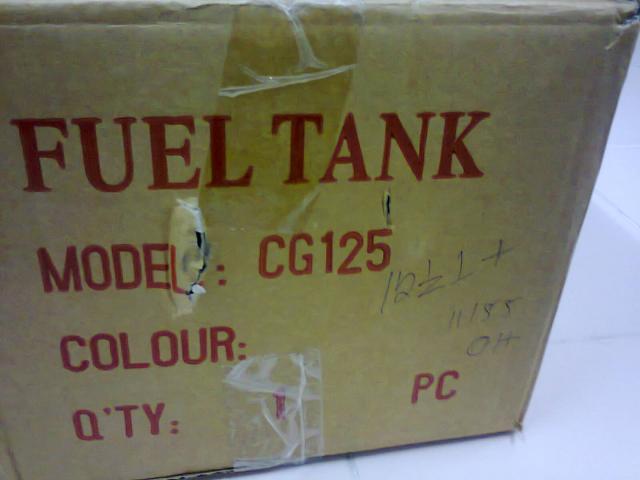 FUEL TANK
MODEL: CG125
COLOUR:
Q'TY: 1 PC